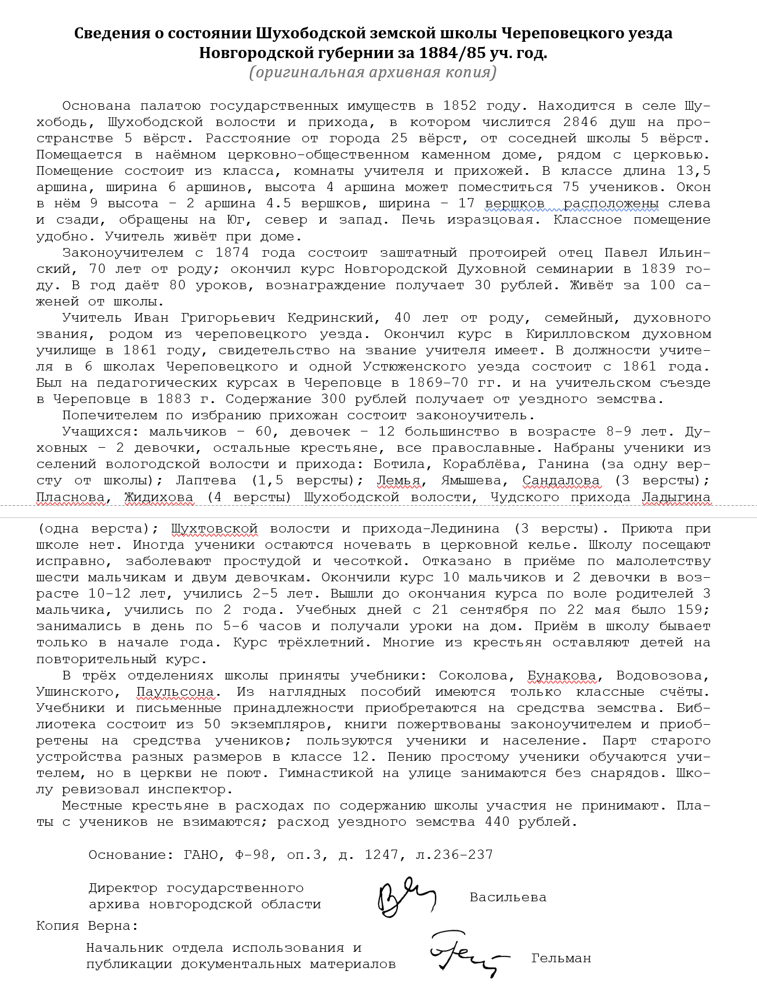 Сведения о состоянии Шухободской земской школы Череповецкого уезда
Новгородской губернии за 1884/85 уч. год.
(оригинальная архивная копия)
Основана палатою государственных имуществ в 1852 году. Находится в селе Шу-
хободь, Шухободской волости и прихода, в котором числится 2846 душ на про-
странстве 5 вёрст. Расстояние от города 25 вёрст, от соседней школы 5 вёрст.
Помещается в наёмном церковно-общественном каменном доме, рядом с церковью.
Помещение состоит из класса, комнаты учителя и прихожей. В классе длина 13,5
аршина, ширина 6 аршинов, высота 4 аршина может поместиться 75 учеников. Окон
в нём 9 высота - 2 аршина 4.5 вершков, ширина - 17 вершков расположены слева
и сзади, обращены на Юг, север и запад. Печь изразцовая. Классное помещение
удобно. Учитель живёт при доме.
Законоучителем с 1874 года состоит заштатный протоирей отец Павел Ильин-
ский, 70 лет от роду; окончил курс Новгородской Духовной семинарии в 1839 го-
ду. В год даёт 80 уроков, вознаграждение получает 30 рублей. Живёт за 100 са-
женей от школы.
Учитель Иван Григорьевич Кедринский, 40 лет от роду, семейный, духовного
звания, родом из череповецкого уезда. Окончил курс в Кирилловском духовном
училище в 1861 году, свидетельство на звание учителя имеет. В должности учите-
ля в 6 школах Череповецкого и одной Устюженского уезда состоит с 1861 года.
Был на педагогических курсах в Череповце в 1869-70 гг. и на учительском съезде
в Череповце в 1883 г. Содержание 300 рублей получает от уездного земства.
Попечителем по избранию прихожан состоит законоучитель.
Учащихся: мальчиков - 60, девочек - 12 большинство в возрасте 8-9 лет. Ду-
ховных - 2 девочки, остальные крестьяне, все православные. Набраны ученики из
селений вологодской волости и прихода: Ботила, Кораблёва, Ганина (за одну вер-
сту от школы); Лаптева (1,5 версты); Лемья, Ямышева, Сандалова (3 версты);
Пласнова, Жидихова (4 версты) Шухободской волости, Чудского прихода Ладыгина
(одна верста); Шухтовской волости и прихода-Лединина (3 версты). Приюта при
школе нет. Иногда ученики остаются ночевать в церковной келье. Школу посещают
исправно, заболевают простудой и чесоткой. Отказано в приёме по малолетству
шести мальчикам и двум девочкам. Окончили курс 10 мальчиков и 2 девочки в воз-
расте 10-12 лет, учились 2-5 лет. Вышли до окончания курса по воле родителей 3
мальчика, учились по 2 года. Учебных дней с 21 сентября по 22 мая было 159;
занимались в день по 5-6 часов и получали уроки на дом. Приём в школу бывает
только в начале года. Курс трёхлетний. Многие из крестьян оставляют детей на
повторительный курс.
В трёх отделениях школы приняты учебники: Соколова, Бунакова, Водовозова,
Ушинского, Паульсона. Из наглядных пособий имеются только классные счёты.
Учебники и письменные принадлежности приобретаются на средства земства. Биб-
лиотека состоит из 50 экземпляров, книги пожертвованы законоучителем и приоб-
ретены на средства учеников; пользуются ученики и население. Парт старого
устройства разных размеров в классе 12. Пению простому ученики обучаются учи-
телем, но в церкви не поют. Гимнастикой на улице занимаются без снарядов. Шко-
лу ревизовал инспектор.
Местные крестьяне в расходах по содержанию школы участия не принимают. Пла-
ты с учеников не взимаются; расход уездного земства 440 рублей.
Основание: ГАНО, Ф-98, оп.3, д. 1247, л.236-237
Директор государственного
архива новгородской области
Васильева
Копия Верна:
Начальник отдела использования и
публикации документальных материалов
Гельман